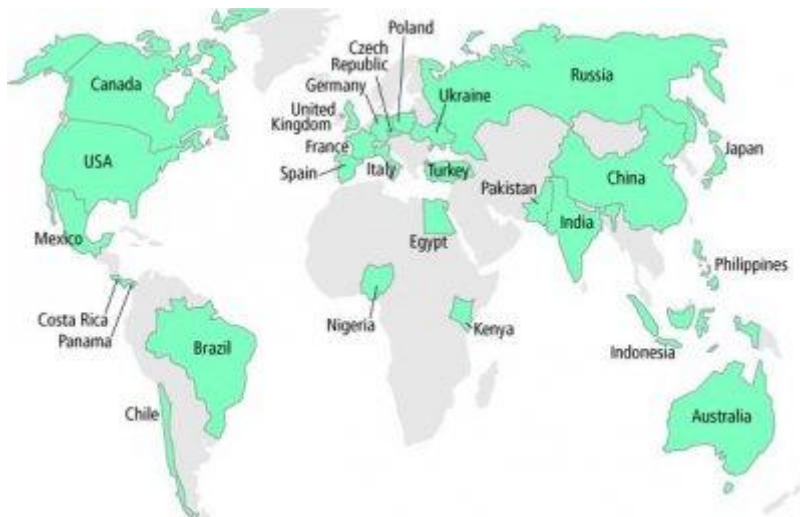 Poland
Czech
Republic
Germany
Canada
Russia
Ukraine
United
Kingdom
France
USA
Japan
Spain
Italy
Turkey
China
Pakistan
India
Mexico
Egypt
Philippines
Costa Rica
Panama
Nigeria
Kenya
Brazil
Indonesia
Chile
Australia